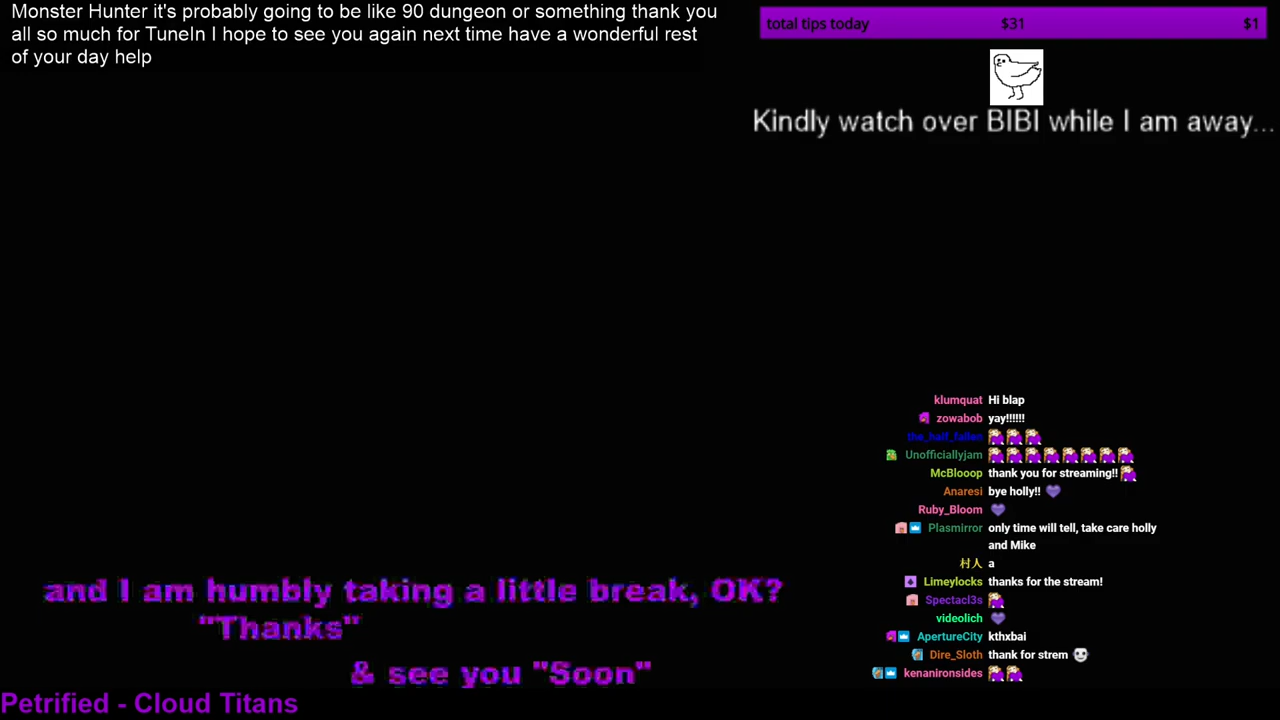 Monster Hunter it's probably going to be like 90 dungeon or something thank you
all so much for TuneIn I hope to see you again next time have a wonderful rest
of your day help
total tips today $31 $1
Kindly watch over BIBI while I am away...
klumquat Hi blap
zowabob yay!!!!!!
the_half_fallen
Unofficiallyjam
McBlooop thank you for streaming!!
Anaresi bye holly!!
Ruby_Bloom
Plasmirror only time will tell, take care holly
and Mike
村人 a
Limeylocks thanks for the stream!
Spectacl3s
videolich
ApertureCity kthxbai
Dire_Sloth thank for strem
kenanironsides
and I am humbly taking a little break, OK?
"Thanks"
& see you "Soon"
Petrified - Cloud Titans